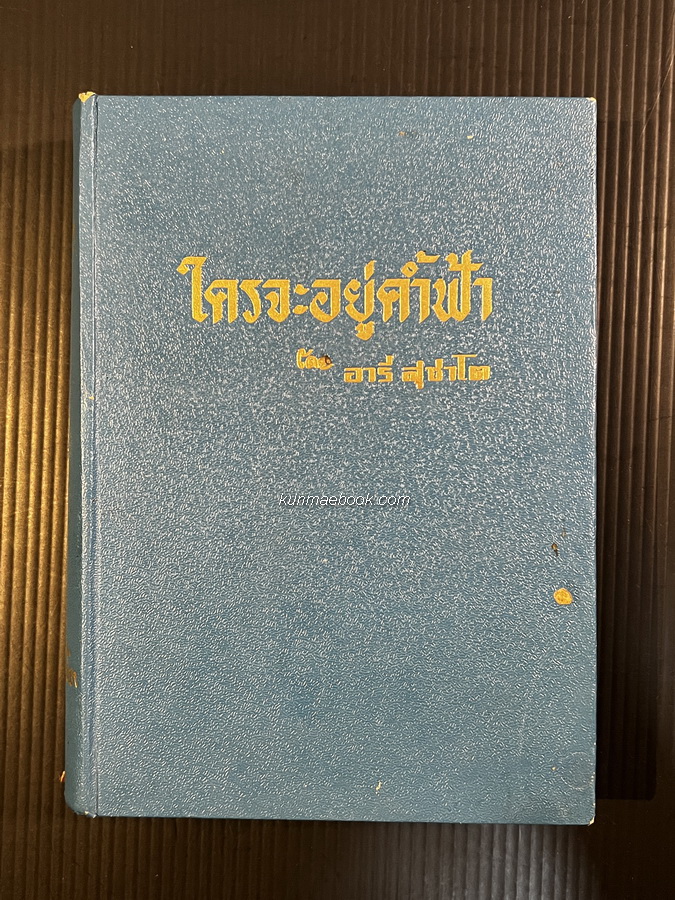 ใครจะอยู่ค้ำฟ้า
โดย อารี สุชาโต
kunmaebook.com